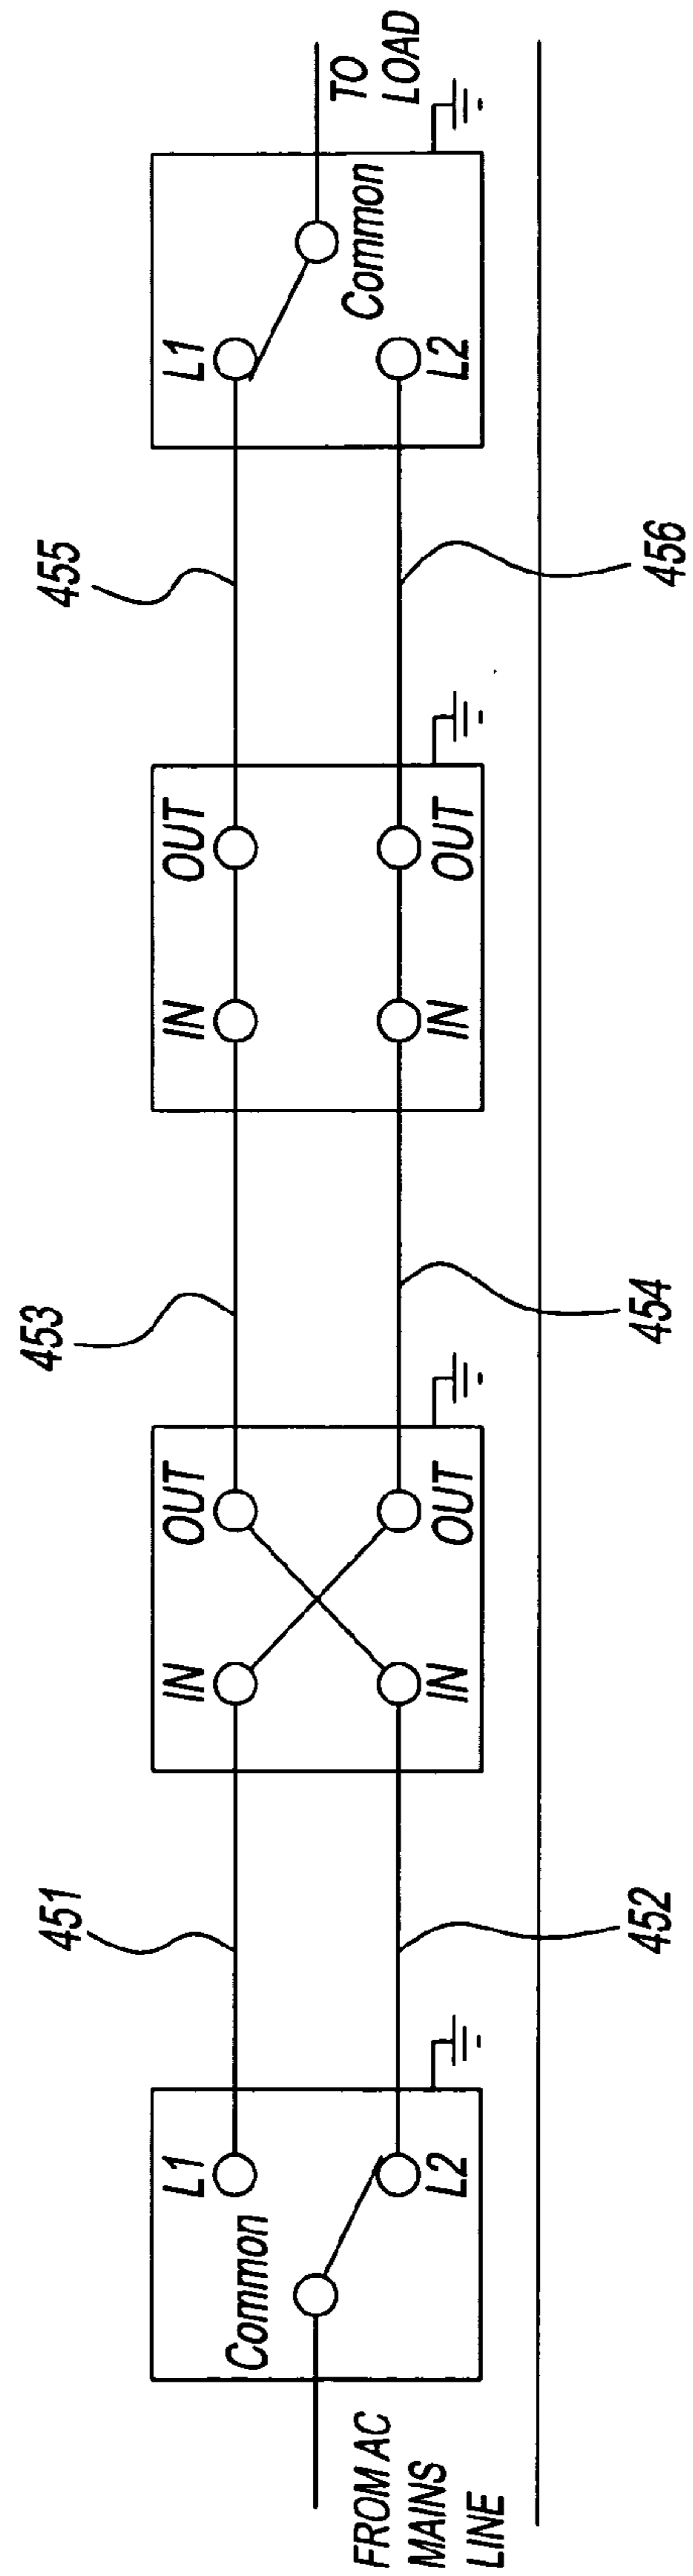 451
453
455
L1
IN
OUT
IN
OUT
L1
Common
Common
L2
IN
OUT
IN
OUT
L2
FROM AC
MAINS
LINE
TO
LOAD
452
454
456